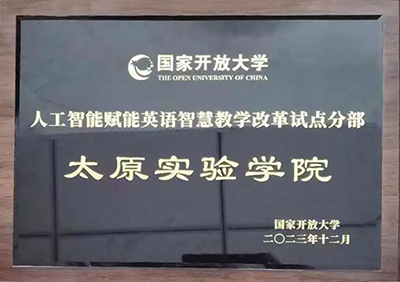 国家开放大学
THE OPEN UNIVERSITY OF CHINA
人工智能赋能英语智慧教学改革试点分部
太原实验学院
国家开放大学
二〇二三年十二月